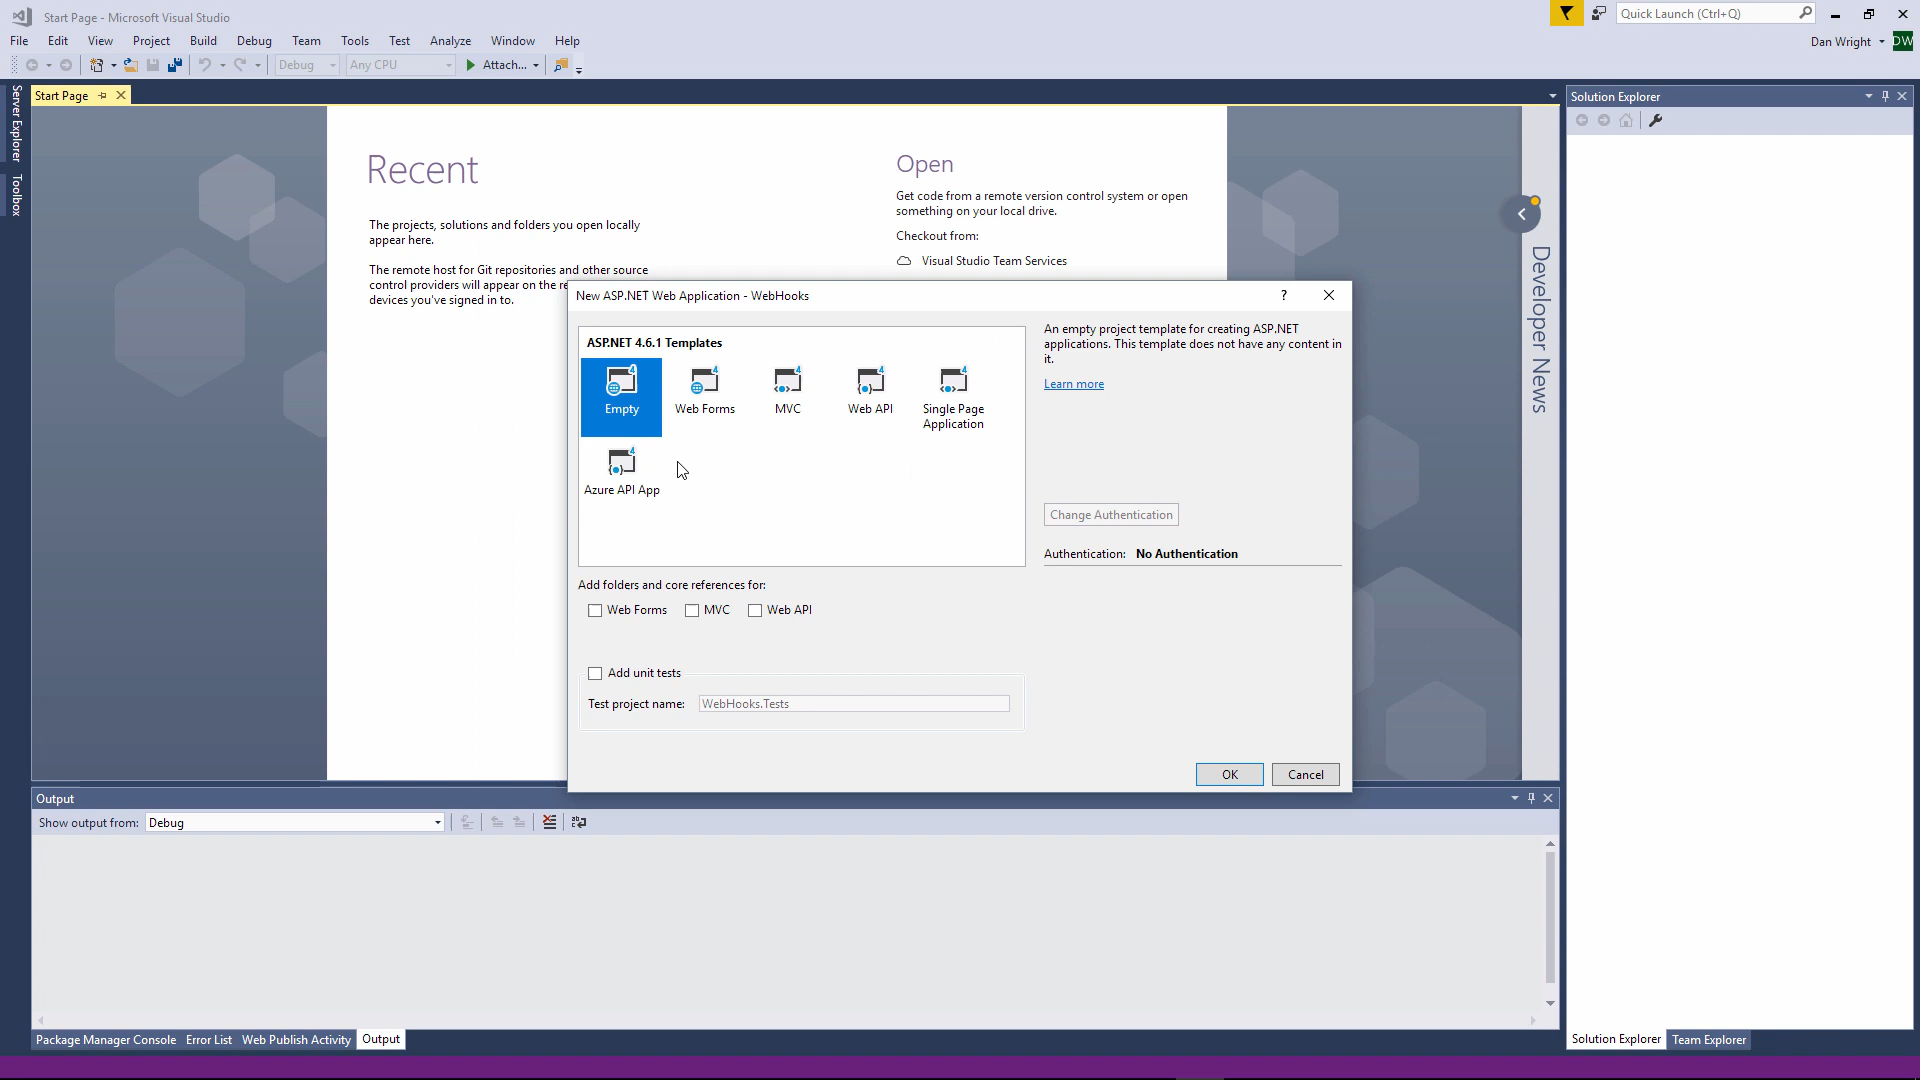 Start Page - Microsoft Visual Studio
Quick Launch (Ctrl+Q)
File Edit View Project Build Debug Team Tools Test Analyze Window Help
Dan Wright DW
Debug Any CPU Attach...
Server Explorer
Toolbox
Start Page
Solution Explorer
Recent
The projects, solutions and folders you open locally
appear here.
The remote host for Git repositories and other source
control providers will appear on the re
devices you've signed in to.
Open
Get code from a remote version control system or open
something on your local drive.
Checkout from:
Visual Studio Team Services
Developer News
New ASP.NET Web Application - WebHooks
?
ASP.NET 4.6.1 Templates
4 4 4 4 4
Empty Web Forms MVC Web API Single Page
Application
4
Azure API App
An empty project template for creating ASP.NET
applications. This template does not have any content in
it.
Learn more
Change Authentication
Authentication: No Authentication
Add folders and core references for:
Web Forms MVC Web API
Add unit tests
Test project name: WebHooks.Tests
OK Cancel
Output
Show output from: Debug
Package Manager Console Error List Web Publish Activity Output
Solution Explorer Team Explorer